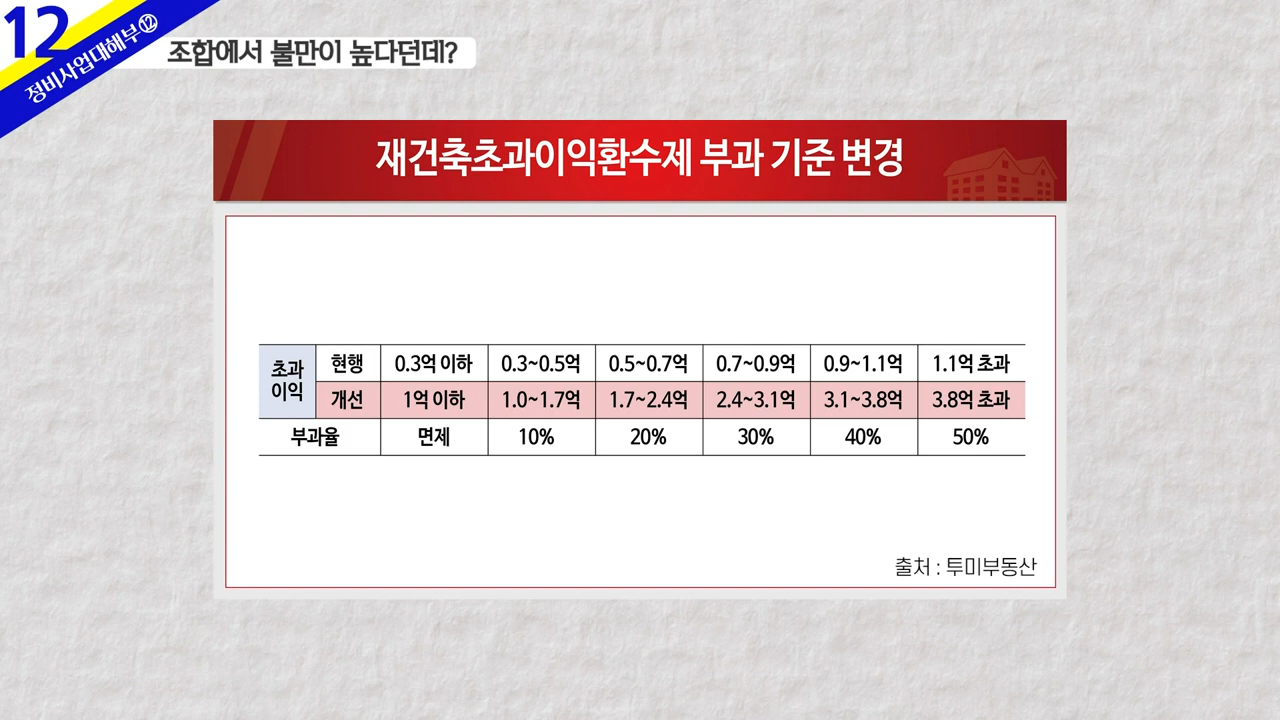 12
정비사업대해부⑫
조합에서 불만이 높다던데?
재건축초과이익환수제 부과 기준 변경
초과 이익 현행 0.3억 이하 0.3~0.5억 0.5~0.7억 0.7~0.9억 0.9~1.1억 1.1억 초과
개선 1억 이하 1.0~1.7억 1.7~2.4억 2.4~3.1억 3.1~3.8억 3.8억 초과
부과율 면제 10% 20% 30% 40% 50%
출처 : 투미부동산